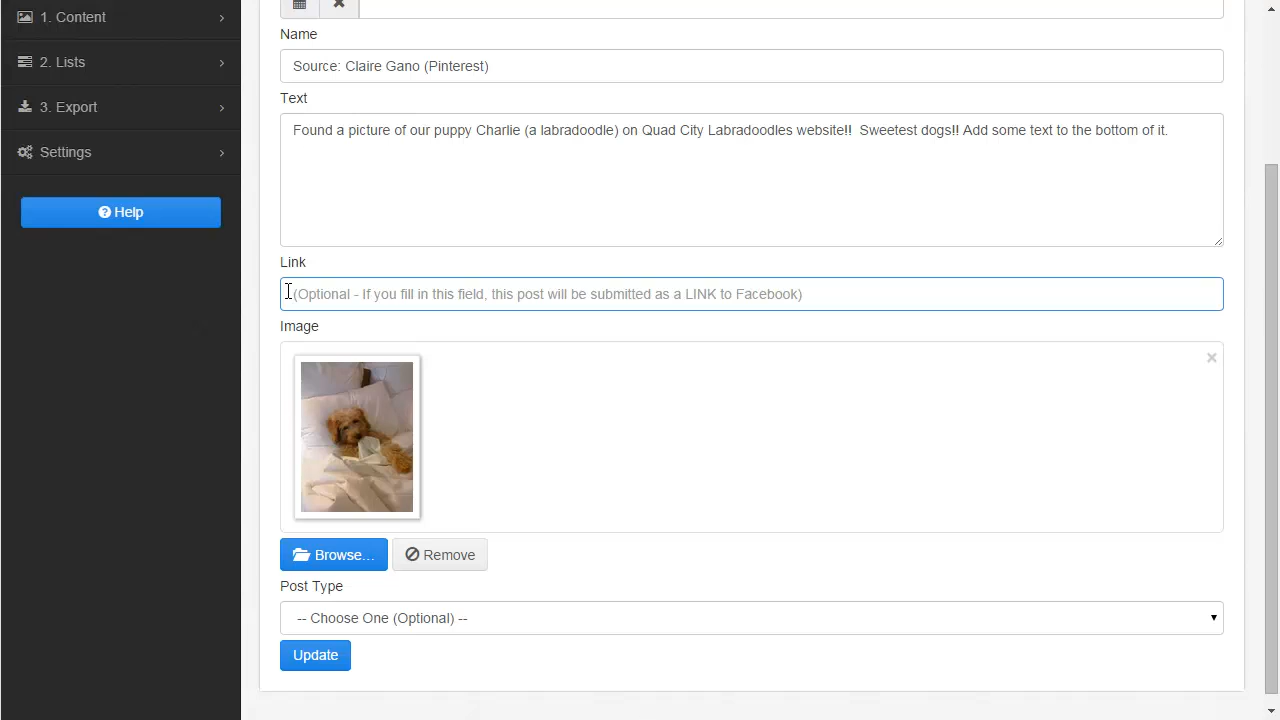 1. Content
2. Lists
3. Export
Settings
Help
Name
Source: Claire Gano (Pinterest)
Text
Found a picture of our puppy Charlie (a labradoodle) on Quad City Labradoodles website!!  Sweetest dogs!! Add some text to the bottom of it.
Link
(Optional - If you fill in this field, this post will be submitted as a LINK to Facebook)
Image
Browse...
Remove
Post Type
-- Choose One (Optional) --
Update